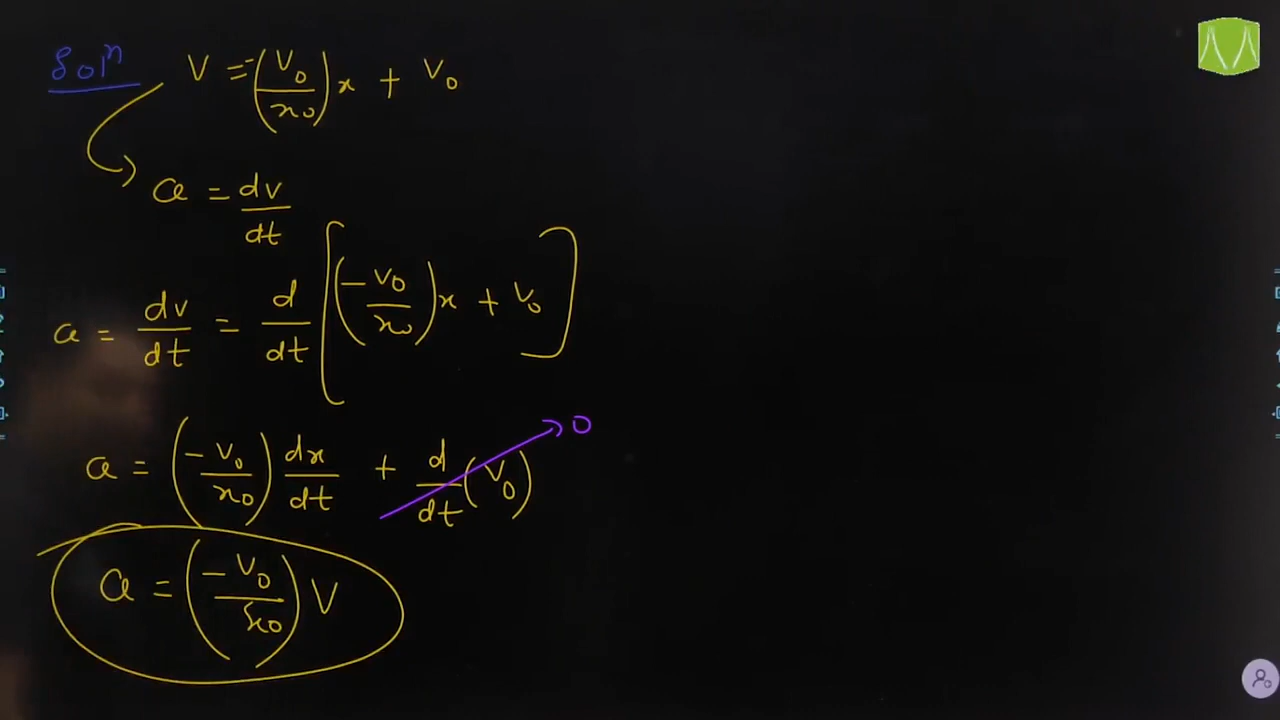 Solⁿ V = -(V₀/x₀)x + V₀
a = dv/dt
a = dv/dt = d/dt[(-V₀/x₀)x + V₀]
a = (-V₀/x₀) dx/dt + d/dt(V₀) → 0
a = (-V₀/x₀) V